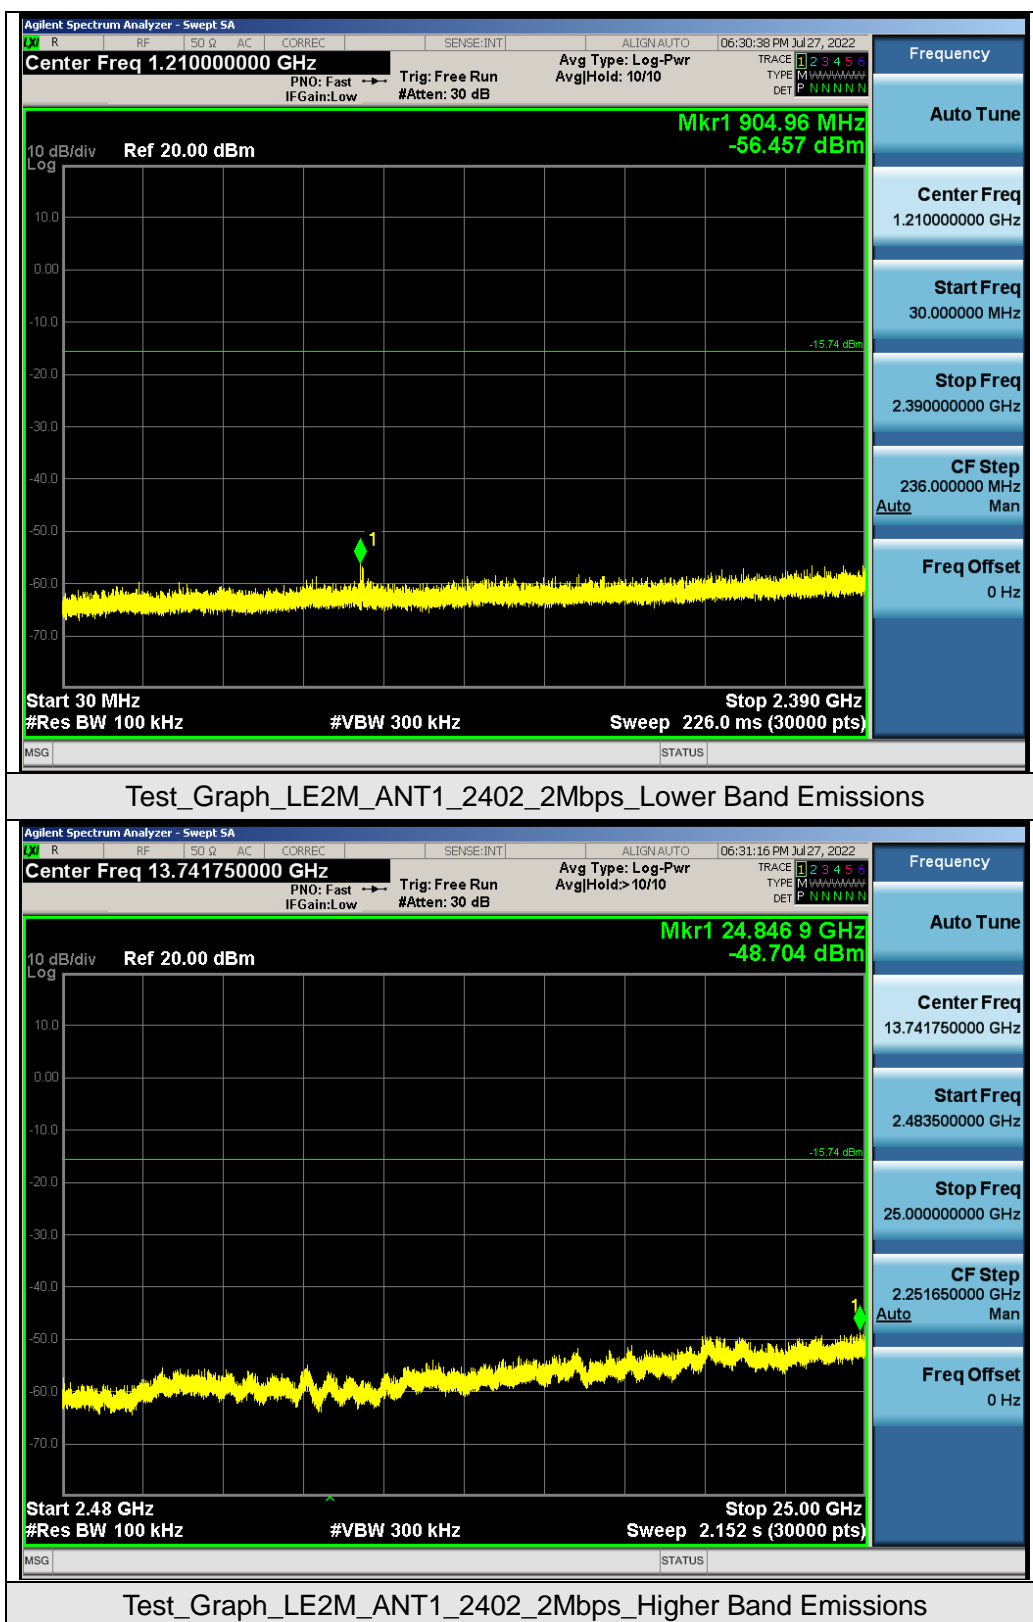 Agilent Spectrum Analyzer - Swept SA
LXI R RF 50 Ω AC CORREC SENSE:INT ALIGN AUTO 06:30:38 PM Jul 27, 2022
Center Freq 1.210000000 GHz
PNO: Fast
IFGain:Low
Trig: Free Run
#Atten: 30 dB
Avg Type: Log-Pwr
Avg|Hold: 10/10
TRACE 1 2 3 4 5 6
TYPE M WWWWW
DET P N N N N N
Mkr1 904.96 MHz
-56.457 dBm
10 dB/div Ref 20.00 dBm
Log
10.0
0.00
-10.0
-15.74 dBm
-20.0
-30.0
-40.0
-50.0
1
-60.0
-70.0
Start 30 MHz Stop 2.390 GHz
#Res BW 100 kHz #VBW 300 kHz Sweep 226.0 ms (30000 pts)
MSG STATUS
Frequency
Auto Tune
Center Freq
1.210000000 GHz
Start Freq
30.000000 MHz
Stop Freq
2.390000000 GHz
CF Step
236.000000 MHz
Auto Man
Freq Offset
0 Hz
Test_Graph_LE2M_ANT1_2402_2Mbps_Lower Band Emissions
Agilent Spectrum Analyzer - Swept SA
LXI R RF 50 Ω AC CORREC SENSE:INT ALIGN AUTO 06:31:16 PM Jul 27, 2022
Center Freq 13.741750000 GHz
PNO: Fast
IFGain:Low
Trig: Free Run
#Atten: 30 dB
Avg Type: Log-Pwr
Avg|Hold:>10/10
TRACE 1 2 3 4 5 6
TYPE M WWWWW
DET P N N N N N
Mkr1 24.846 9 GHz
-48.704 dBm
10 dB/div Ref 20.00 dBm
Log
10.0
0.00
-10.0
-15.74 dBm
-20.0
-30.0
-40.0
1
-50.0
-60.0
-70.0
Start 2.48 GHz Stop 25.00 GHz
#Res BW 100 kHz #VBW 300 kHz Sweep 2.152 s (30000 pts)
MSG STATUS
Frequency
Auto Tune
Center Freq
13.741750000 GHz
Start Freq
2.483500000 GHz
Stop Freq
25.000000000 GHz
CF Step
2.251650000 GHz
Auto Man
Freq Offset
0 Hz
Test_Graph_LE2M_ANT1_2402_2Mbps_Higher Band Emissions